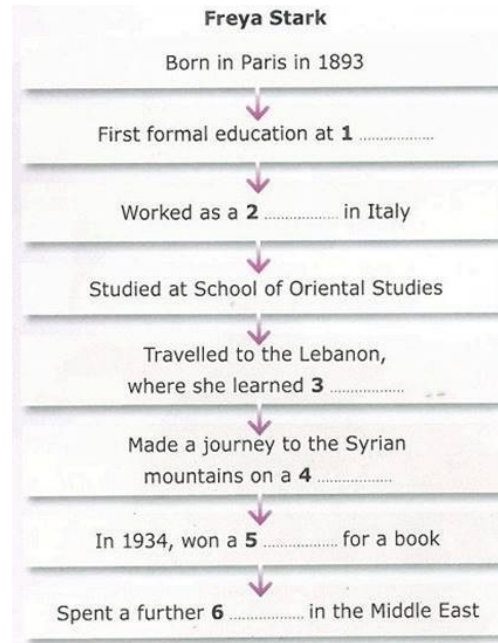 Freya Stark
Born in Paris in 1893
First formal education at 1 ................
Worked as a 2 ................ in Italy
Studied at School of Oriental Studies
Travelled to the Lebanon,
where she learned 3 ................
Made a journey to the Syrian
mountains on a 4 ................
In 1934, won a 5 ................ for a book
Spent a further 6 ................ in the Middle East